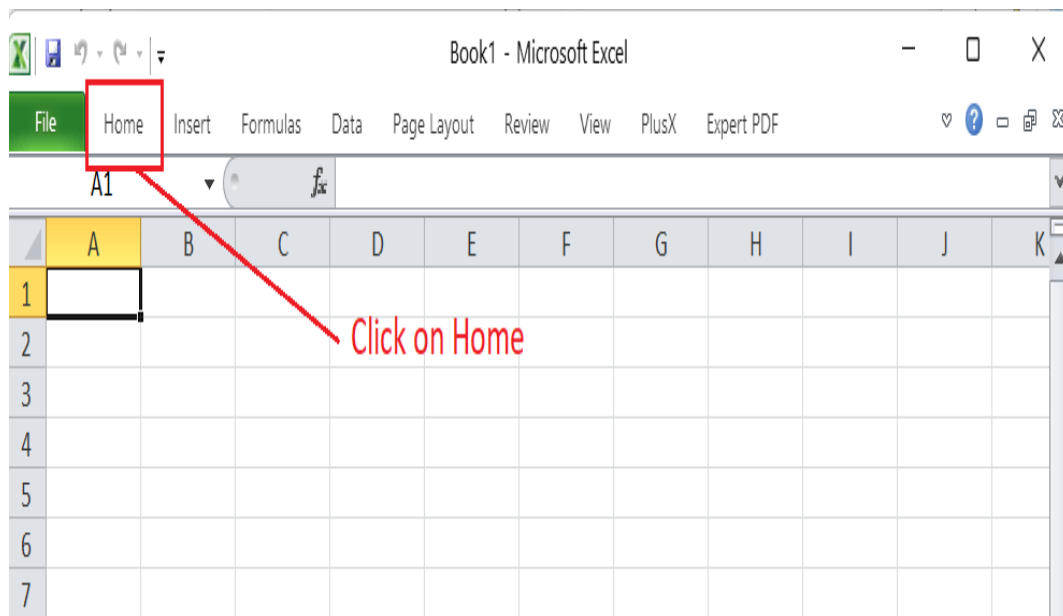 Book1 - Microsoft Excel
File Home Insert Formulas Data Page Layout Review View PlusX Expert PDF
A1 fx
A B C D E F G H I J K
1
2
Click on Home
3
4
5
6
7